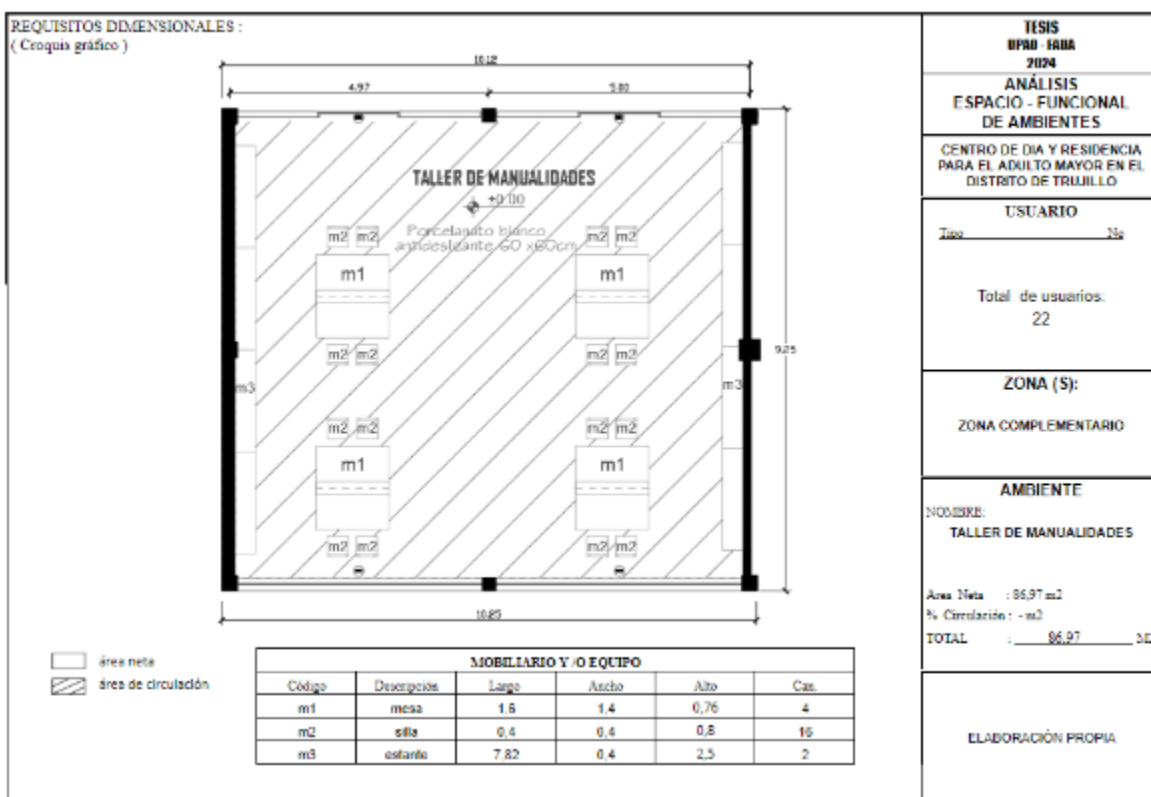 REQUISITOS DIMENSIONALES :
( Croquis gráfico )
10.12
4.97
5.00
TALLER DE MANUALIDADES
+0.00
Porcelanato blanco
antideslizante 60 x60cm
m2 m2
m2 m2
m1
m1
m2 m2
m2 m2
9.25
m3
m3
m2 m2
m2 m2
m1
m1
m2 m2
m2 m2
10.25
área neta
área de circulación
MOBILIARIO Y /O EQUIPO
Código Descripción Largo Ancho Alto Can.
m1 mesa 1,6 1,4 0,76 4
m2 silla 0,4 0,4 0,8 16
m3 estante 7,82 0,4 2,5 2
TESIS
UPAO - FADA
2024
ANÁLISIS
ESPACIO - FUNCIONAL
DE AMBIENTES
CENTRO DE DIA Y RESIDENCIA
PARA EL ADULTO MAYOR EN EL
DISTRITO DE TRUJILLO
USUARIO
Tipo No
Total de usuarios:
22
ZONA (S):
ZONA COMPLEMENTARIO
AMBIENTE
NOMBRE:
TALLER DE MANUALIDADES
Area Neta : 86,97 m2
% Circulación : - m2
TOTAL : 86.97
ELABORACIÓN PROPIA